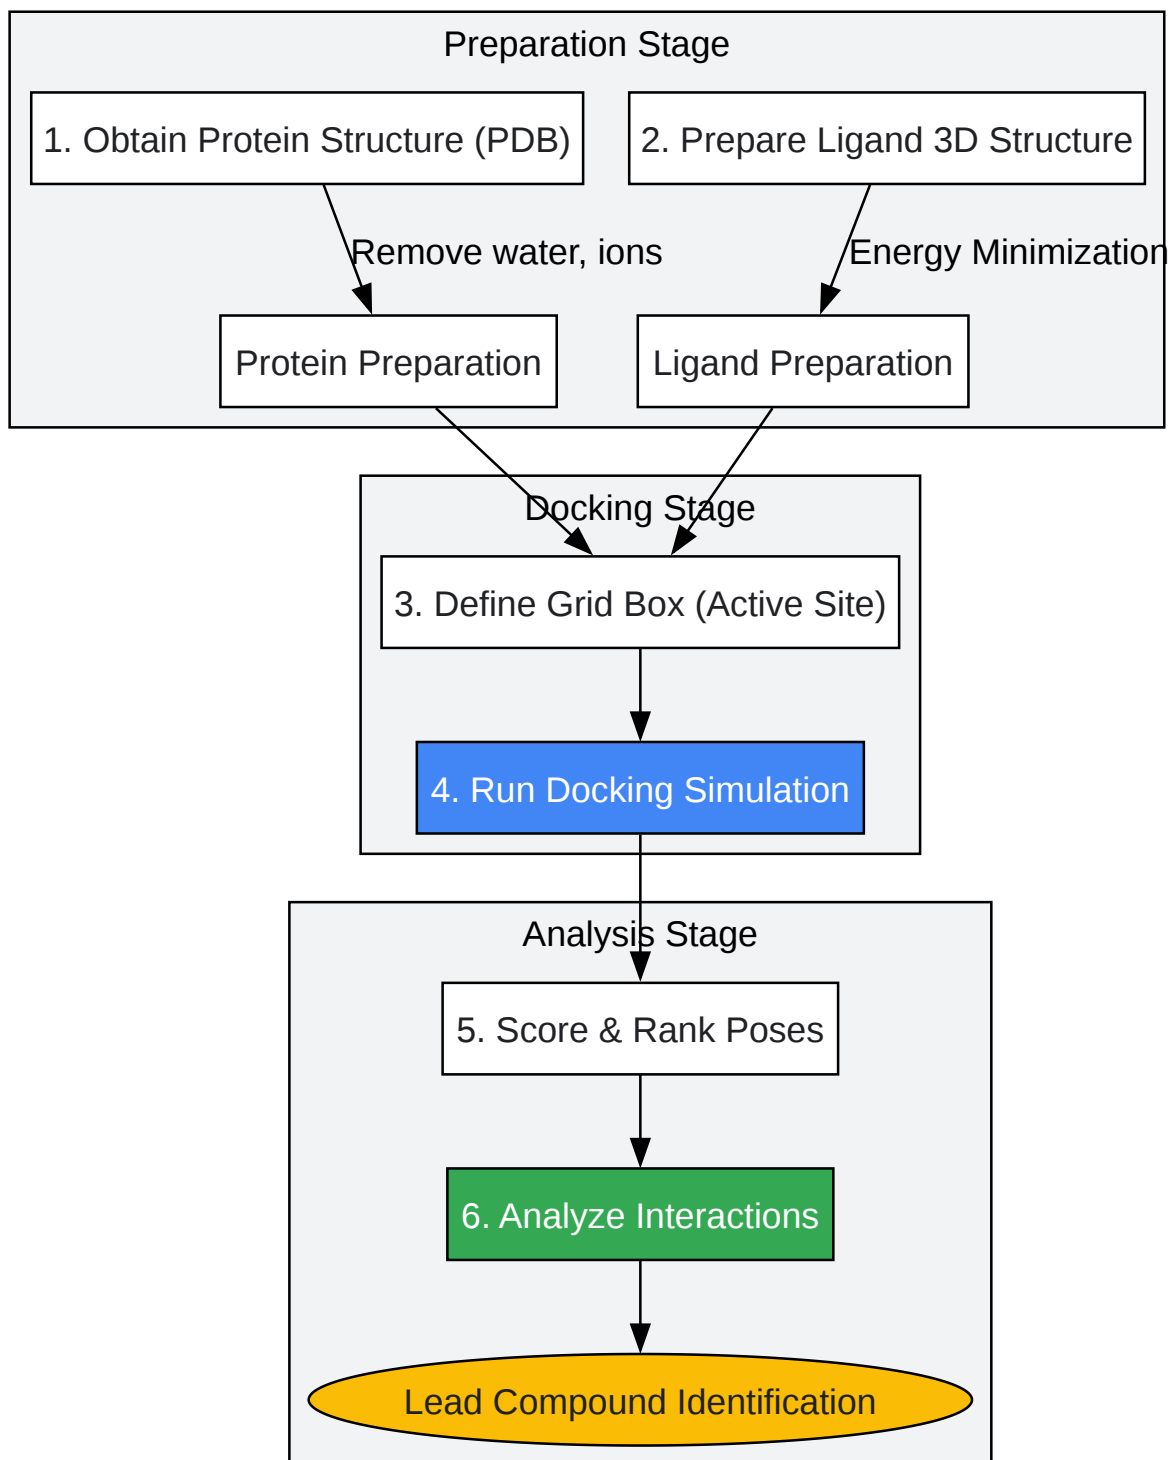 Preparation Stage
1. Obtain Protein Structure (PDB)
2. Prepare Ligand 3D Structure
Remove water, ions
Energy Minimization
Protein Preparation
Ligand Preparation
Docking Stage
3. Define Grid Box (Active Site)
4. Run Docking Simulation
Analysis Stage
5. Score & Rank Poses
6. Analyze Interactions
Lead Compound Identification